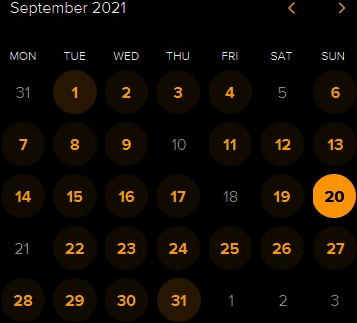 September 2021 < >
MON TUE WED THU FRI SAT SUN
31 1 2 3 4 5 6
7 8 9 10 11 12 13
14 15 16 17 18 19 20
21 22 23 24 25 26 27
28 29 30 31 1 2 3